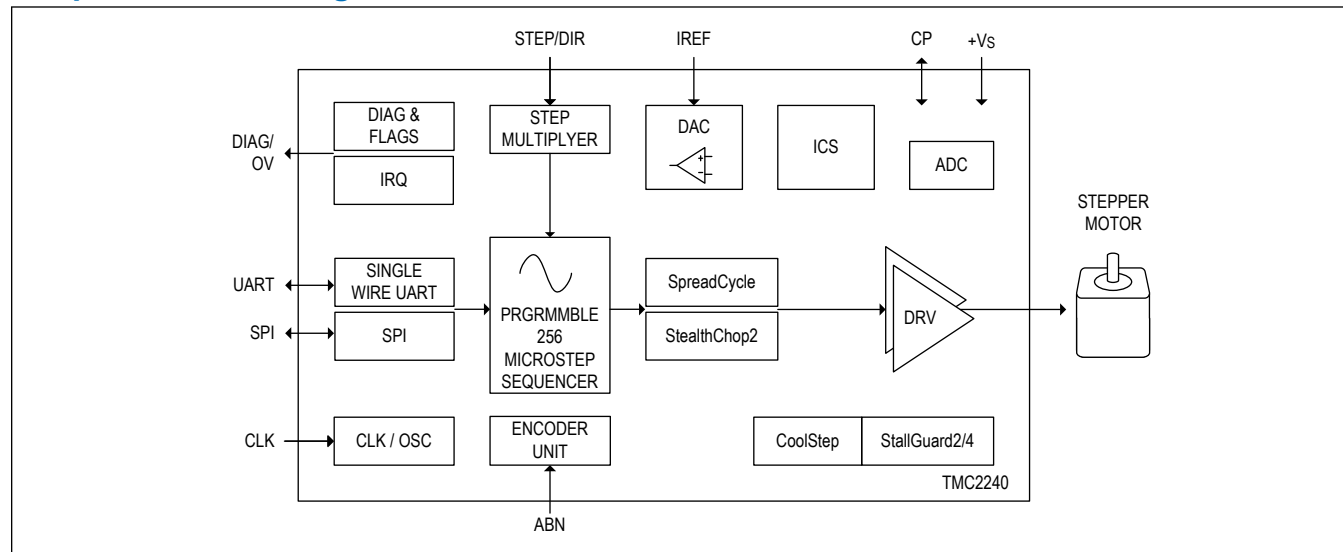 STEP/DIR
IREF
CP
+VS
DIAG &
FLAGS
STEP
MULTIPLYER
DAC
ICS
ADC
DIAG/
OV
IRQ
STEPPER
MOTOR
UART
SINGLE
WIRE UART
SPI
SPI
PRGRMMBLE
256
MICROSTEP
SEQUENCER
SpreadCycle
StealthChop2
DRV
CLK
CLK / OSC
ENCODER
UNIT
CoolStep
StallGuard2/4
TMC2240
ABN